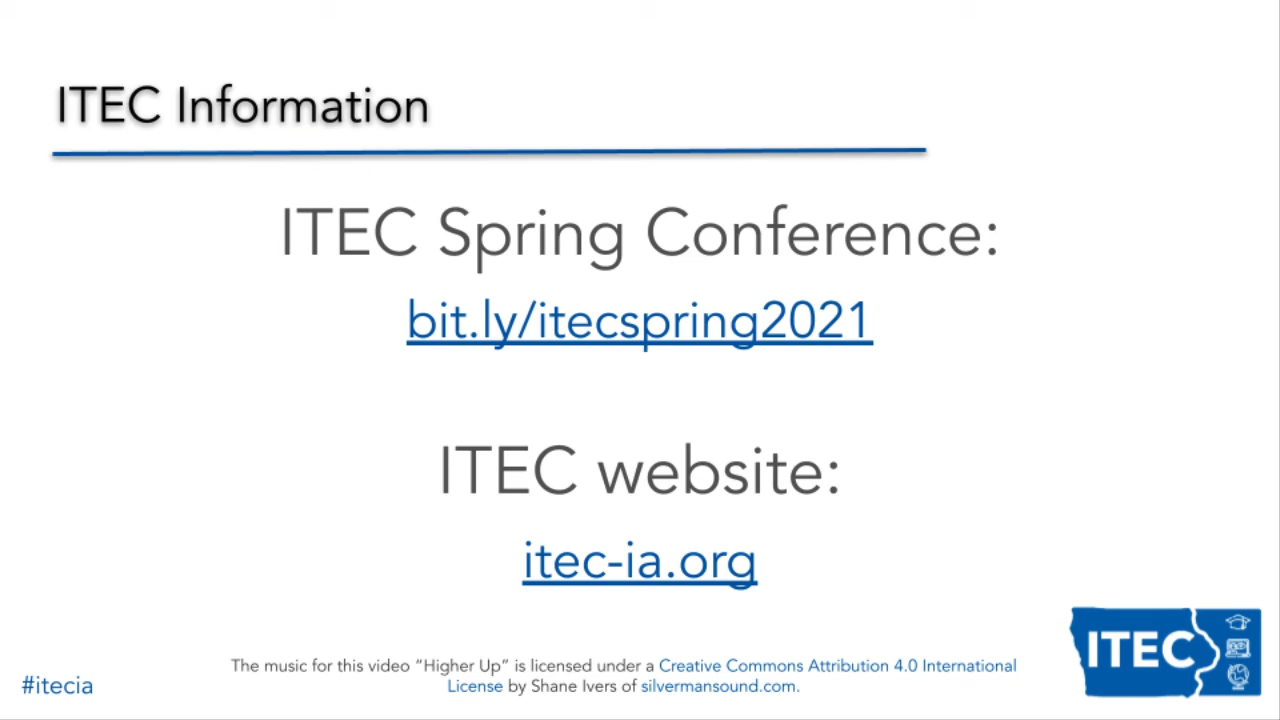 ITEC Information
ITEC Spring Conference:
bit.ly/itecspring2021
ITEC website:
itec-ia.org
The music for this video “Higher Up” is licensed under a Creative Commons Attribution 4.0 International
License by Shane Ivers of silvermansound.com.
#itecia
ITEC